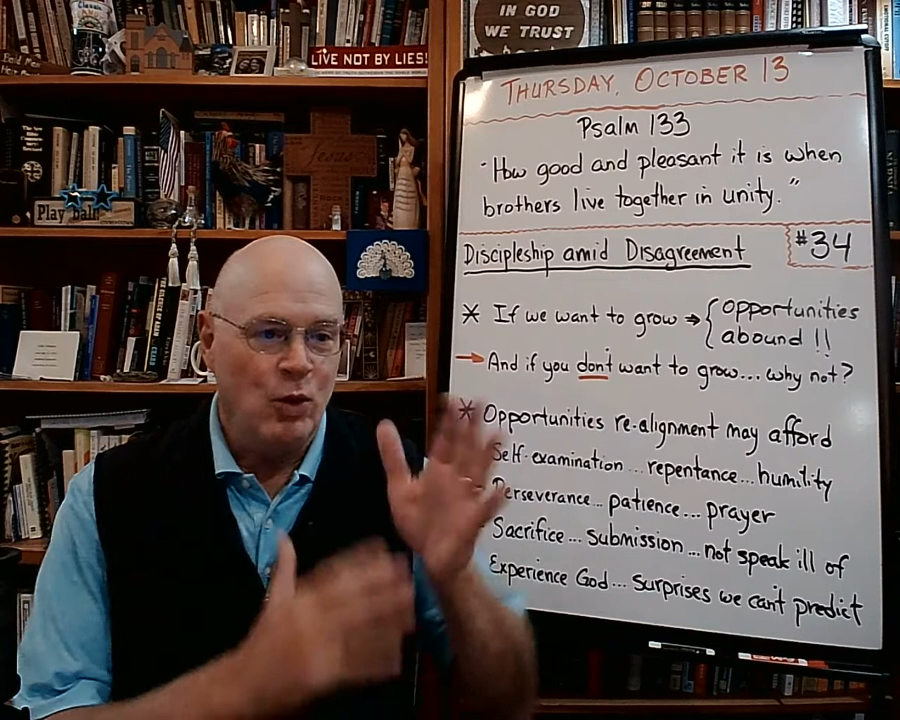 LIVE NOT BY LIES!
IN GOD
WE TRUST
Play Ball
Jesus
THURSDAY, OCTOBER 13
Psalm 133
"How good and pleasant it is when
brothers live together in unity."
Discipleship amid Disagreement
#34
* If we want to grow → { opportunities
abound !!
→ And if you don't want to grow... why not?
* Opportunities re-alignment may afford
Self-examination... repentance... humility
Perseverance.. patience... prayer
Sacrifice... submission... not speak ill of
Experience God... surprises we can't predict